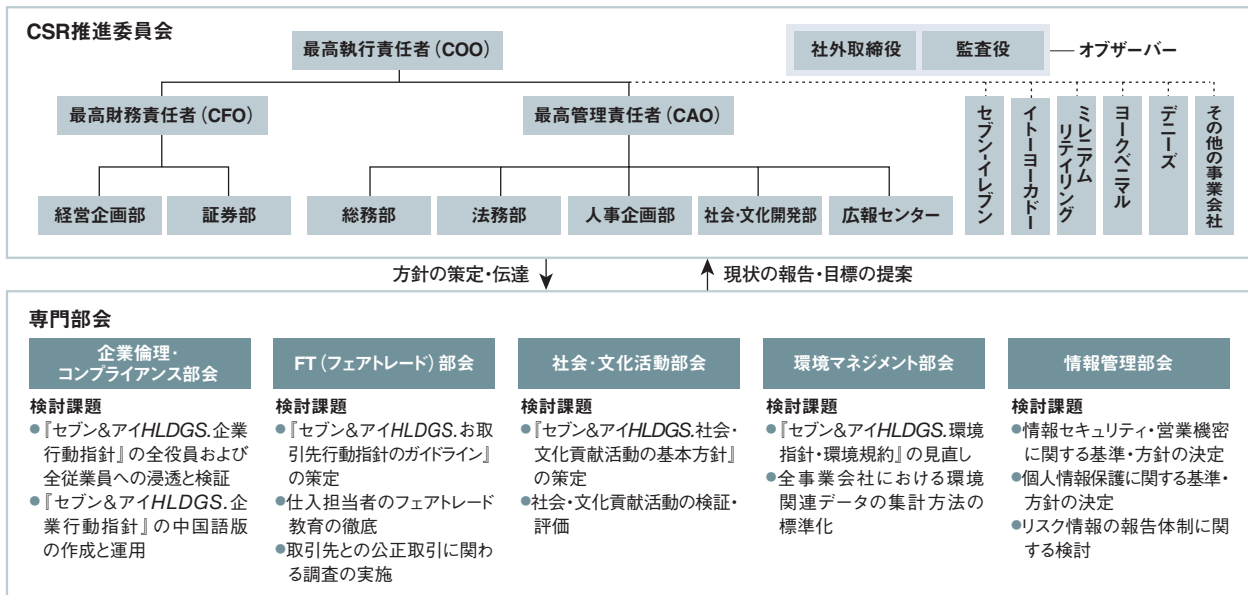 CSR推進委員会
最高執行責任者(COO)
社外取締役
監査役
オブザーバー
最高財務責任者(CFO)
最高管理責任者(CAO)
セブン-イレブン
イトーヨーカドー
ミレニアム
リテイリング
ヨークベニマル
デニーズ
その他の事業会社
経営企画部
証券部
総務部
法務部
人事企画部
社会・文化開発部
広報センター
方針の策定・伝達
現状の報告・目標の提案
専門部会
企業倫理・
コンプライアンス部会
検討課題
●『セブン&アイHLDGS.企業
行動指針』の全役員および
全従業員への浸透と検証
●『セブン&アイHLDGS.企
業行動指針』の中国語版
の作成と運用
FT(フェアトレード)部会
検討課題
●『セブン&アイHLDGS.お取
引先行動指針のガイドライン』
の策定
●仕入担当者のフェアトレード
教育の徹底
●取引先との公正取引に関わ
る調査の実施
社会・文化活動部会
検討課題
●『セブン&アイHLDGS.社会・
文化貢献活動の基本方針』
の策定
●社会・文化貢献活動の検証・
評価
環境マネジメント部会
検討課題
●『セブン&アイHLDGS.環境
指針・環境規約』の見直し
●全事業会社における環境
関連データの集計方法の
標準化
情報管理部会
検討課題
●情報セキュリティ・営業機密
に関する基準・方針の決定
●個人情報保護に関する基準・
方針の決定
●リスク情報の報告体制に関
する検討